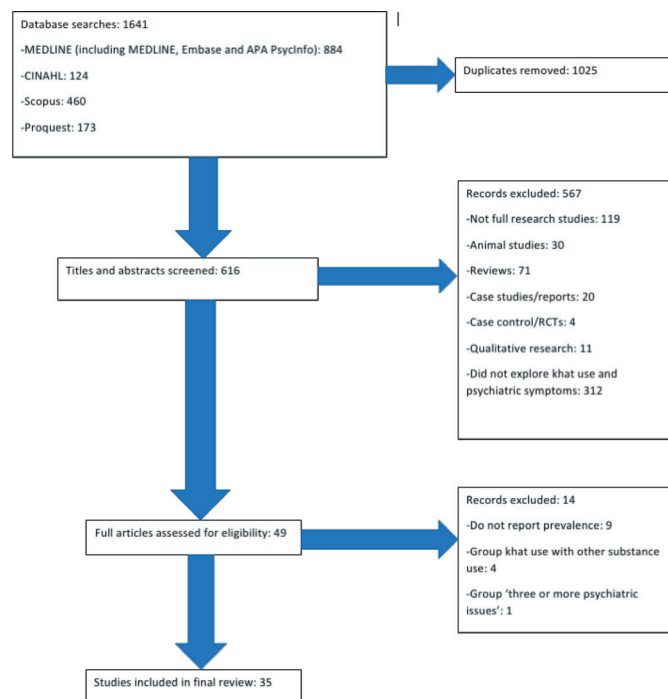 Database searches: 1641
-MEDLINE (including MEDLINE, Embase and APA PsycInfo): 884
-CINAHL: 124
-Scopus: 460
-Proquest: 173
Duplicates removed: 1025
Titles and abstracts screened: 616
Records excluded: 567
-Not full research studies: 119
-Animal studies: 30
-Reviews: 71
-Case studies/reports: 20
-Case control/RCTs: 4
-Qualitative research: 11
-Did not explore khat use and
psychiatric symptoms: 312
Full articles assessed for eligibility: 49
Records excluded: 14
-Do not report prevalence: 9
-Group khat use with other substance
use: 4
-Group ‘three or more psychiatric
issues’: 1
Studies included in final review: 35